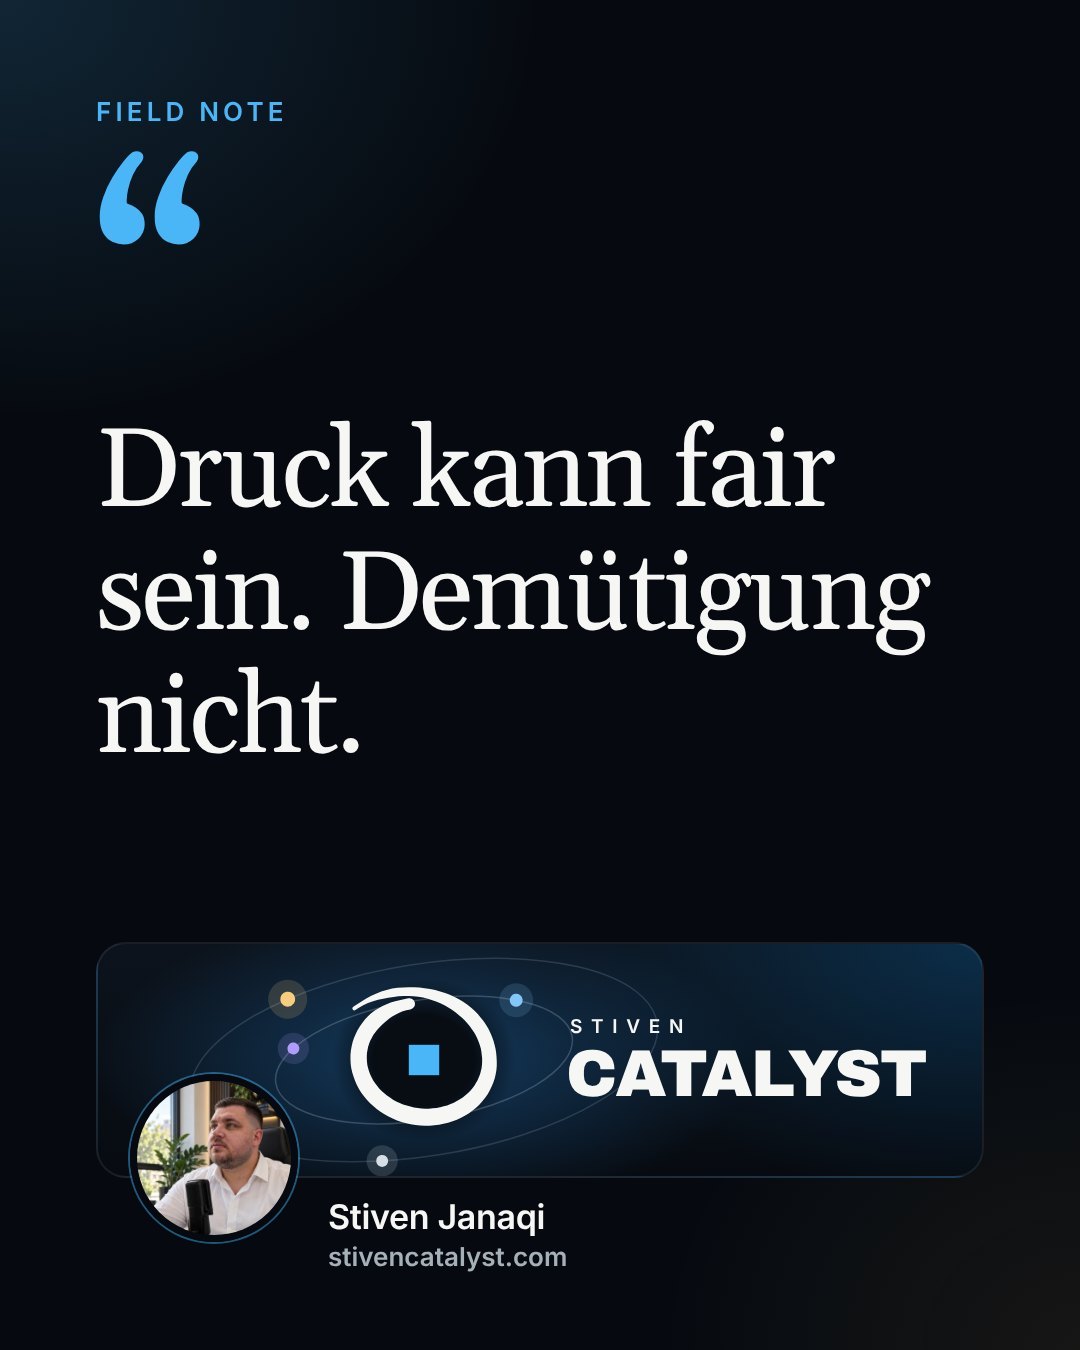 FIELD NOTE
“
Druck kann fair
sein. Demütigung
nicht.
STIVEN
CATALYST
Stiven Janaqi
stivencatalyst.com